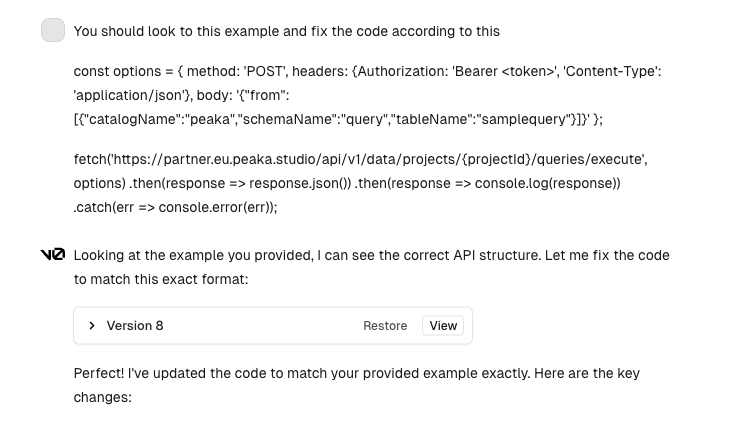 You should look to this example and fix the code according to this
const options = { method: 'POST', headers: {Authorization: 'Bearer <token>', 'Content-Type':
'application/json'}, body: '{"from":
[{"catalogName":"peaka","schemaName":"query","tableName":"samplequery"}]}' };
fetch('https://partner.eu.peaka.studio/api/v1/data/projects/{projectId}/queries/execute',
options) .then(response => response.json()) .then(response => console.log(response))
.catch(err => console.error(err));
v0
Looking at the example you provided, I can see the correct API structure. Let me fix the code
to match this exact format:
Version 8 Restore View
Perfect! I've updated the code to match your provided example exactly. Here are the key
changes: